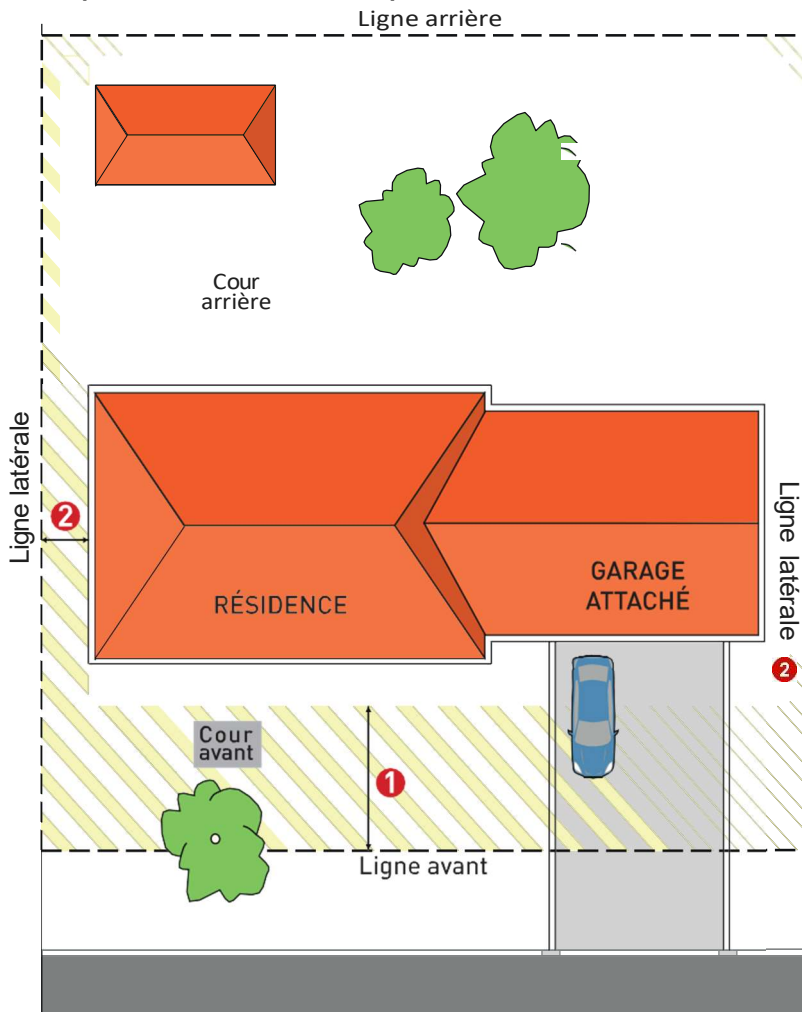 Ligne arrière
Cour
arrière
Ligne latérale
2
RÉSIDENCE
GARAGE
ATTACHÉ
Ligne latérale
2
Cour
avant
1
Ligne avant